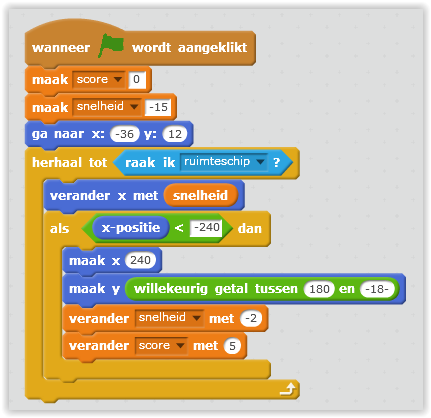 wanneer wordt aangeklikt
maak score 0
maak snelheid -15
ga naar x: -36 y: 12
herhaal tot raak ik ruimteschip ?
verander x met snelheid
als x-positie < -240 dan
maak x 240
maak y willekeurig getal tussen 180 en -18-
verander snelheid met -2
verander score met 5